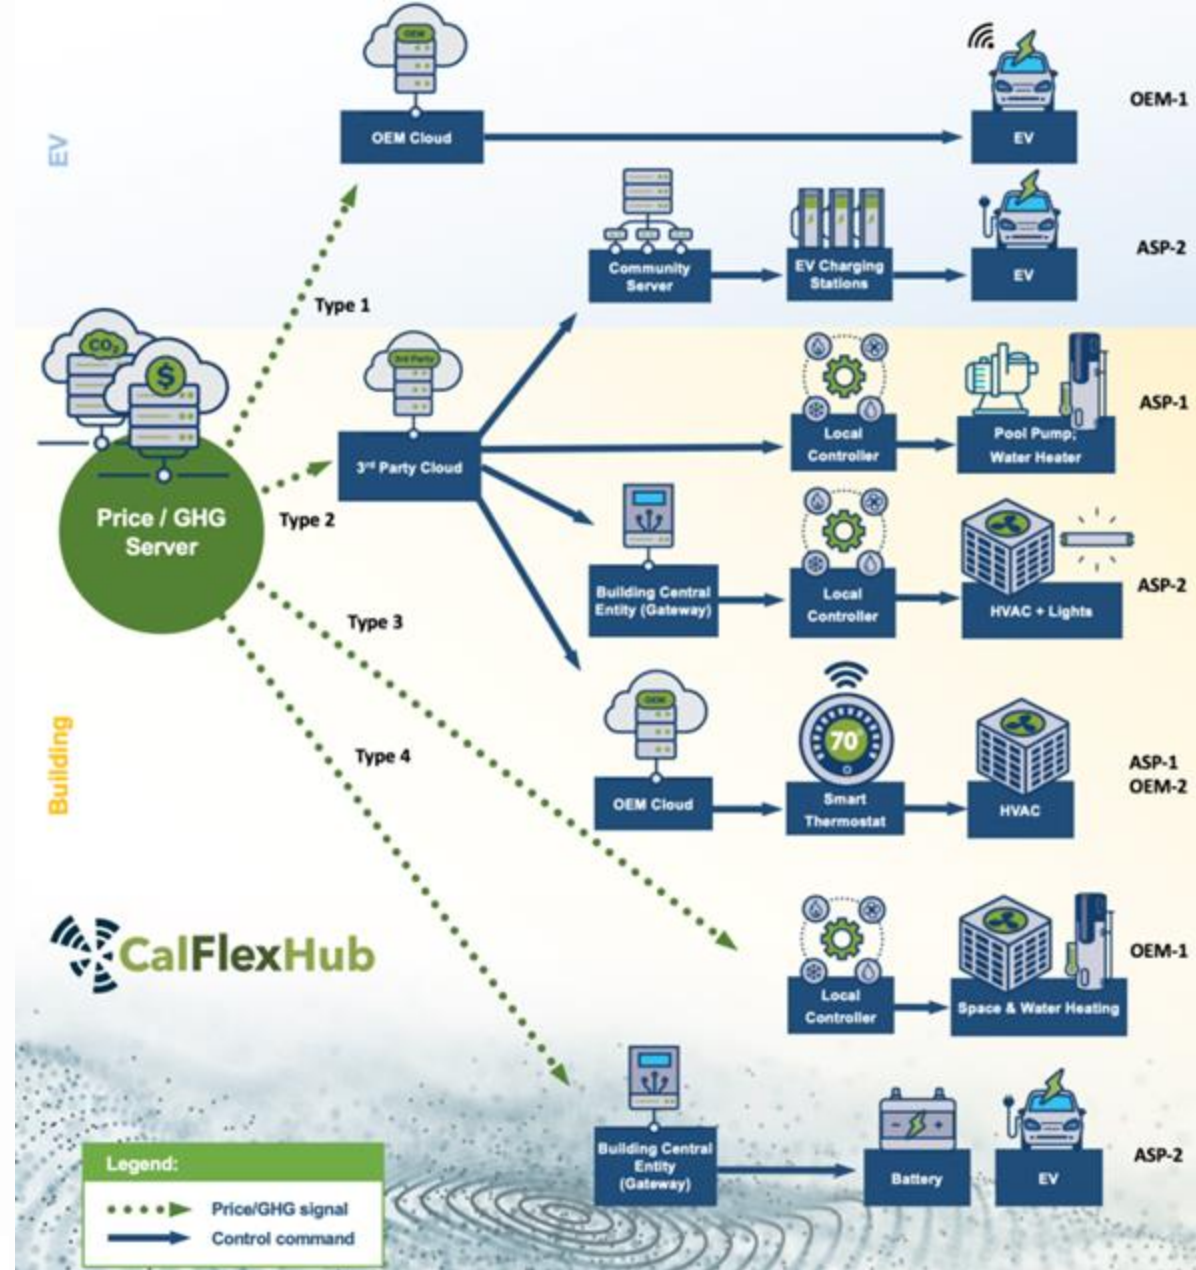 OEM
OEM Cloud
EV
OEM-1
EV
Community
Server
EV Charging
Stations
EV
ASP-2
Type 1
CO₂
$
3rd Party
3rd Party Cloud
Local
Controller
Pool Pump;
Water Heater
ASP-1
Price / GHG
Server
Type 2
Building Central
Entity (Gateway)
Local
Controller
HVAC + Lights
ASP-2
Type 3
Building
Type 4
OEM
OEM Cloud
70°
Smart
Thermostat
HVAC
ASP-1
OEM-2
CalFlexHub
Local
Controller
Space & Water Heating
OEM-1
Building Central
Entity
(Gateway)
Battery
EV
ASP-2
Legend:
Price/GHG signal
Control command